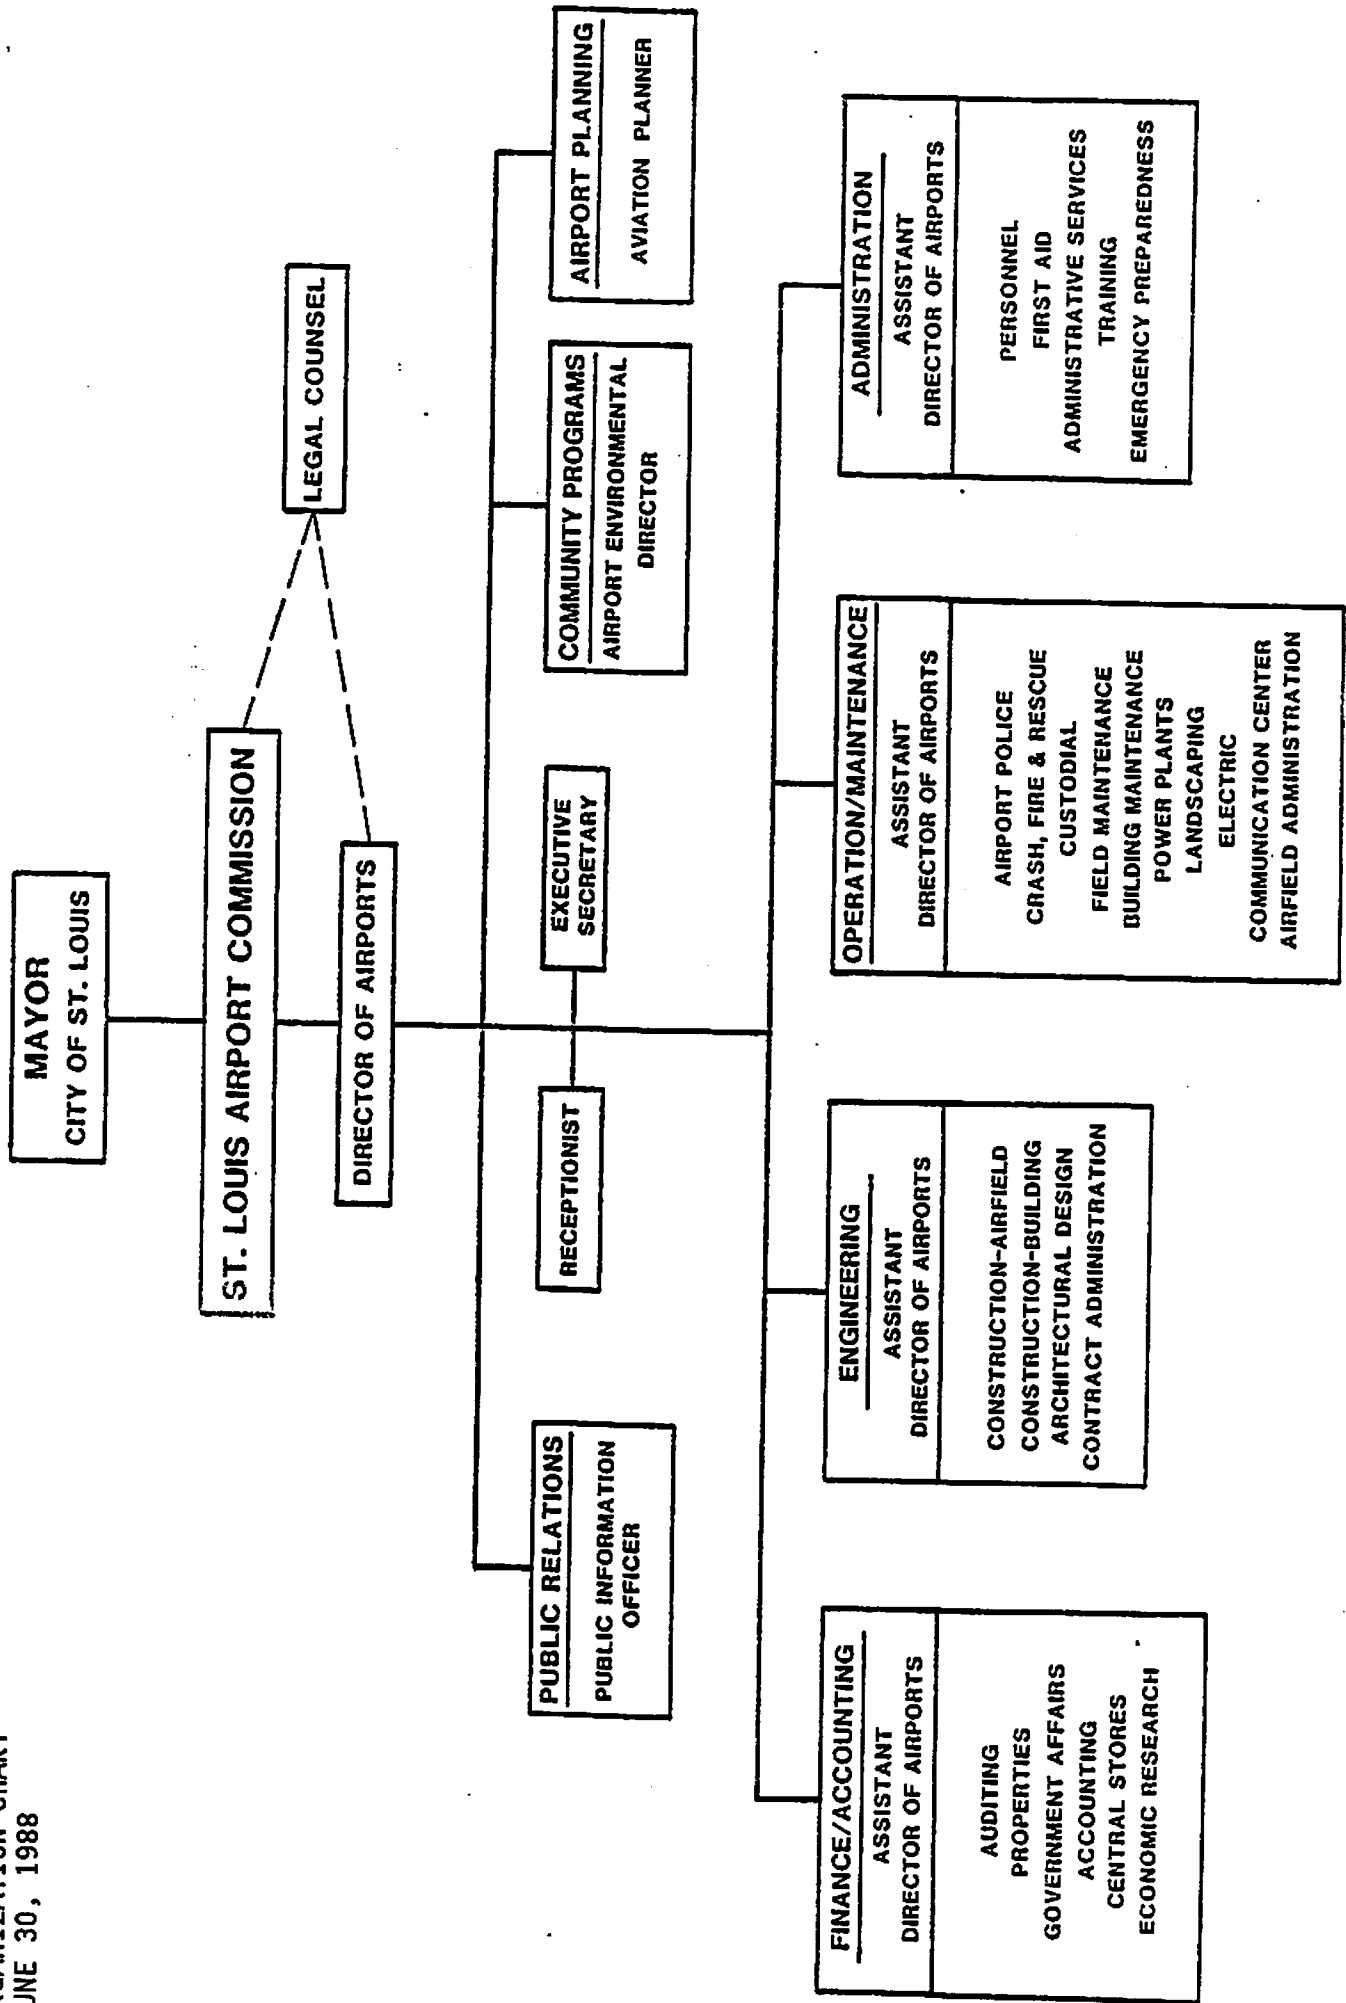 RGANIZATION CHART
UNE 30, 1988
MAYOR
CITY OF ST. LOUIS
ST. LOUIS AIRPORT COMMISSION
LEGAL COUNSEL
DIRECTOR OF AIRPORTS
PUBLIC RELATIONS
PUBLIC INFORMATION
OFFICER
RECEPTIONIST
EXECUTIVE
SECRETARY
COMMUNITY PROGRAMS
AIRPORT ENVIRONMENTAL
DIRECTOR
AIRPORT PLANNING
AVIATION PLANNER
FINANCE/ACCOUNTING
ASSISTANT
DIRECTOR OF AIRPORTS
AUDITING
PROPERTIES
GOVERNMENT AFFAIRS
ACCOUNTING
CENTRAL STORES
ECONOMIC RESEARCH
ENGINEERING
ASSISTANT
DIRECTOR OF AIRPORTS
CONSTRUCTION-AIRFIELD
CONSTRUCTION-BUILDING
ARCHITECTURAL DESIGN
CONTRACT ADMINISTRATION
OPERATION/MAINTENANCE
ASSISTANT
DIRECTOR OF AIRPORTS
AIRPORT POLICE
CRASH, FIRE & RESCUE
CUSTODIAL
FIELD MAINTENANCE
BUILDING MAINTENANCE
POWER PLANTS
LANDSCAPING
ELECTRIC
COMMUNICATION CENTER
AIRFIELD ADMINISTRATION
ADMINISTRATION
ASSISTANT
DIRECTOR OF AIRPORTS
PERSONNEL
FIRST AID
ADMINISTRATIVE SERVICES
TRAINING
EMERGENCY PREPAREDNESS